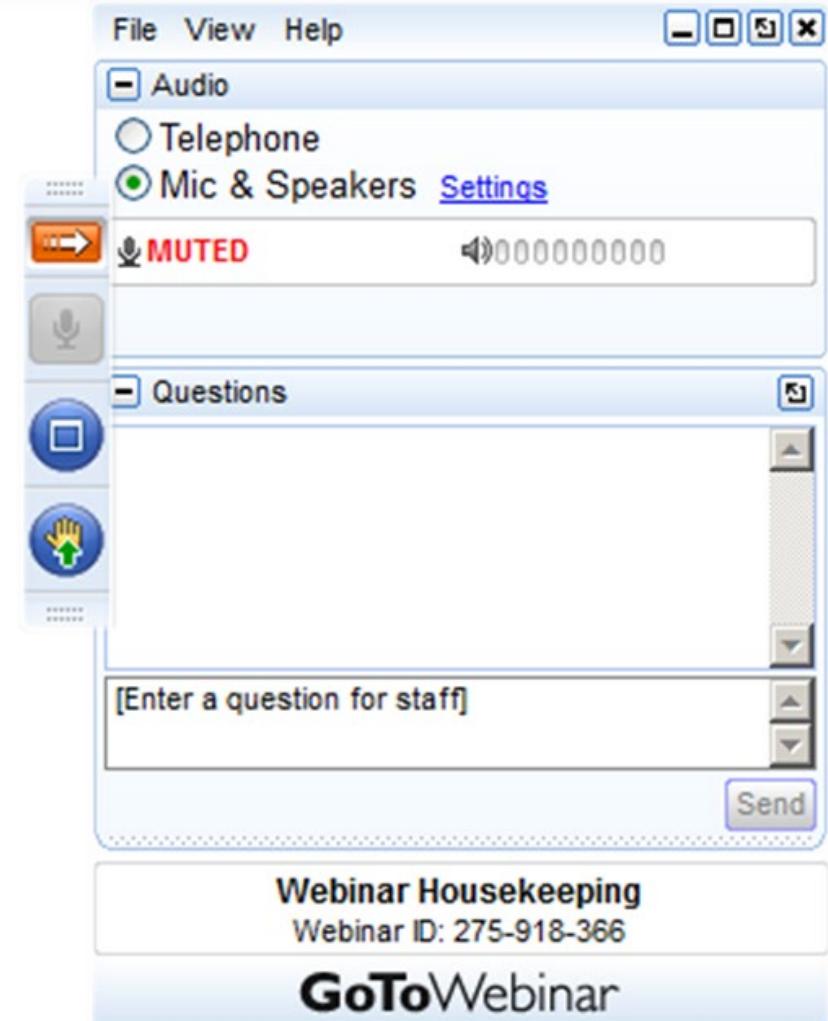 File View Help
Audio
Telephone
Mic & Speakers Settings
MUTED
Questions
[Enter a question for staff]
Send
Webinar Housekeeping
Webinar ID: 275-918-366
GoToWebinar